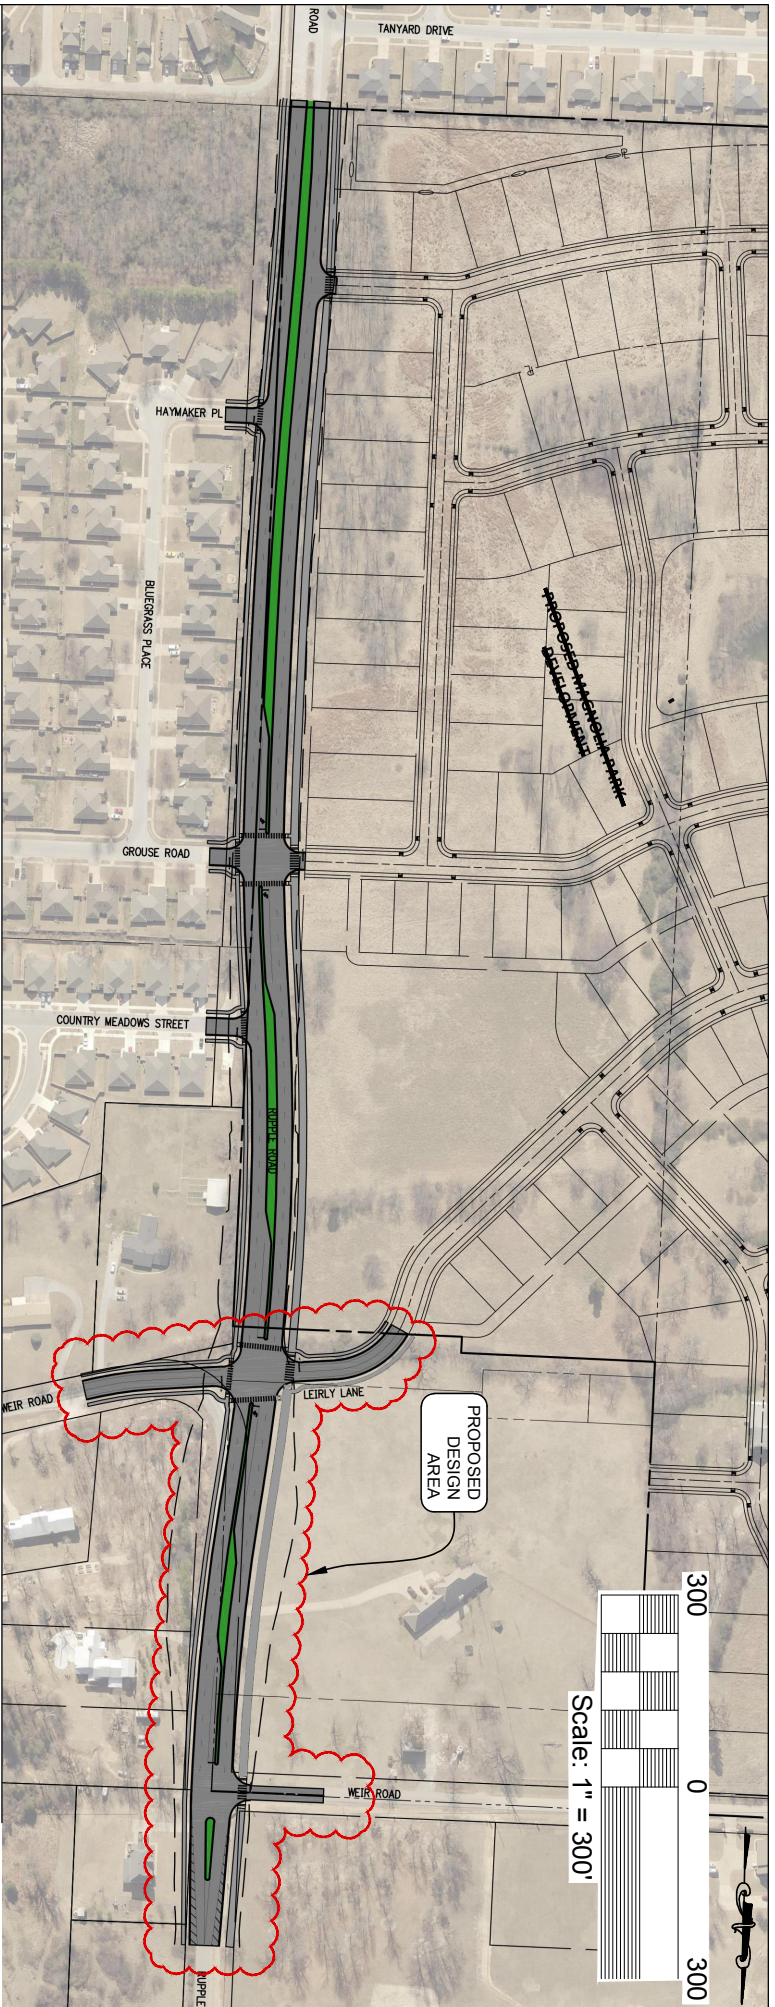 ROAD
TANYARD DRIVE
HAYMAKER PL
BLUEGRASS PLACE
PROPOSED MAGNOLIA PARK
DEVELOPMENT
GROUSE ROAD
COUNTRY MEADOWS STREET
RUPPLE ROAD
LEIRLY LANE
WEIR ROAD
PROPOSED
DESIGN
AREA
300
0
300
Scale: 1" = 300'
WEIR ROAD
RUPPLE